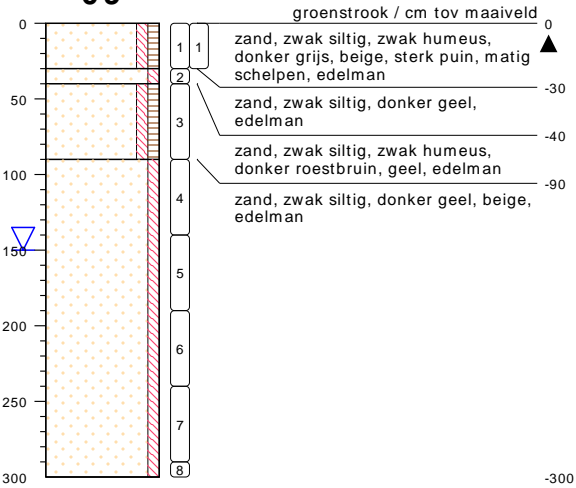 groenstrook / cm tov maaiveld
0
0
1
1
zand, zwak siltig, zwak humeus,
donker grijs, beige, sterk puin, matig
schelpen, edelman
-30
2
50
zand, zwak siltig, donker geel,
edelman
-40
3
zand, zwak siltig, zwak humeus,
donker roestbruin, geel, edelman
-90
100
4
zand, zwak siltig, donker geel, beige,
edelman
150
5
200
6
250
7
8
300
-300